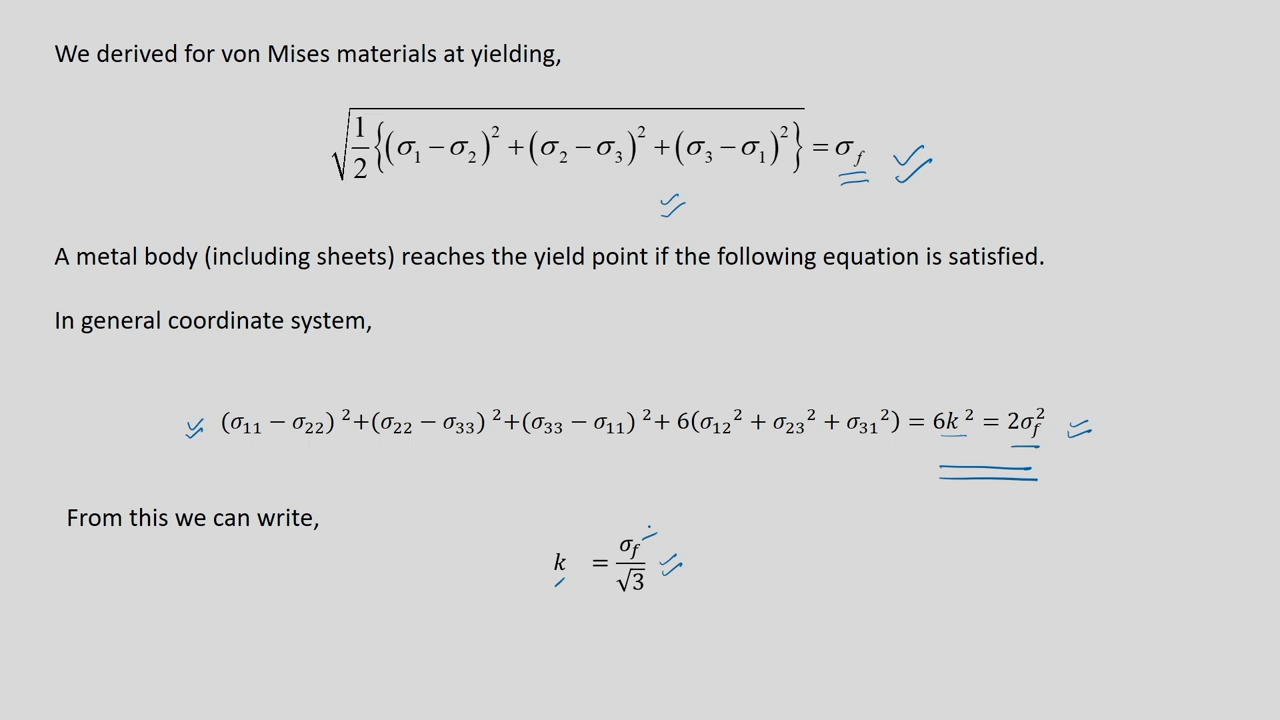 We derived for von Mises materials at yielding,
√(1/2 {(σ₁ − σ₂)² + (σ₂ − σ₃)² + (σ₃ − σ₁)²}) = σ_f
A metal body (including sheets) reaches the yield point if the following equation is satisfied.
In general coordinate system,
(σ₁₁ − σ₂₂) ²+(σ₂₂ − σ₃₃) ²+(σ₃₃ − σ₁₁) ²+ 6(σ₁₂² + σ₂₃² + σ₃₁²) = 6k ² = 2σ_f²
From this we can write,
k = σ_f/√3